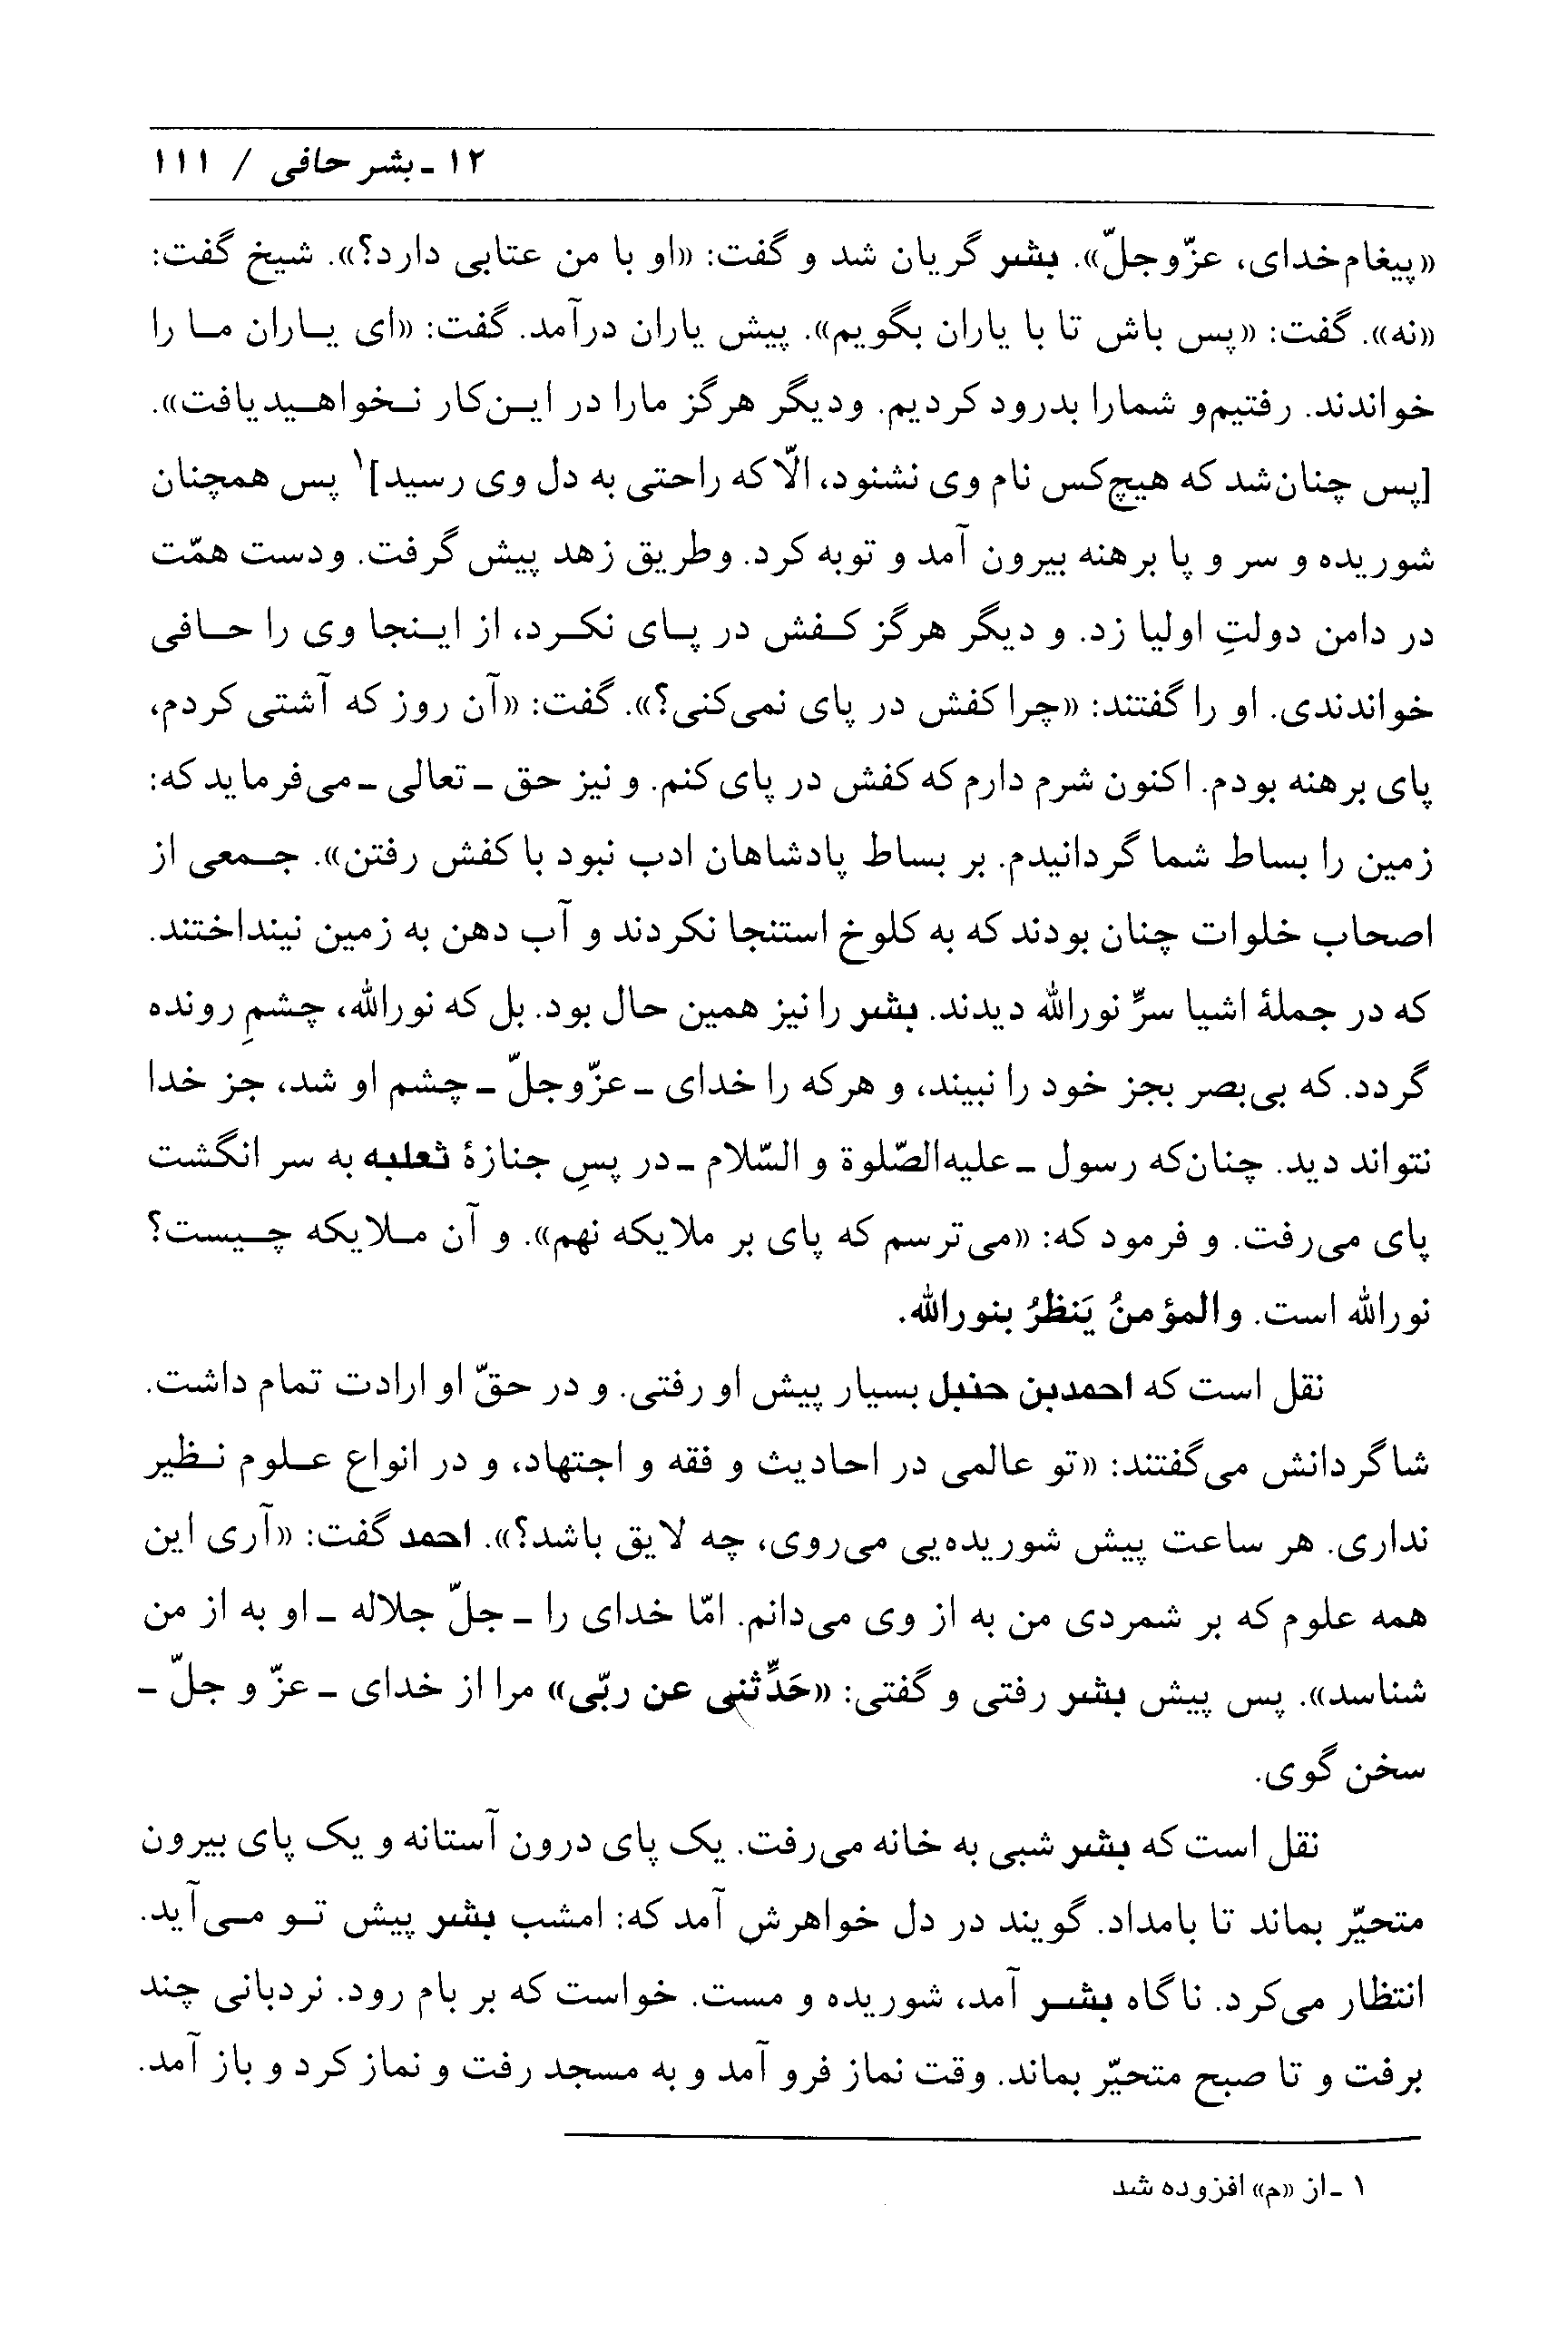 ۱۲ ـ بشر حافی / ۱۱۱
«پیغام خدای، عزّوجلّ». بشر گریان شد و گفت: «او با من عتابی دارد؟». شیخ گفت:
«نه». گفت: «پس باش تا با یاران بگویم». پیش یاران درآمد. گفت: «ای یـاران مـا را
خواندند. رفتیم‌و شمارا بدرود کردیم. ودیگر هرگز مارا در ایـن‌کار نـخواهـیدیافت».
[پس چنان‌شد که هیچ‌کس نام وی نشنود، الّا که راحتی به دل وی رسید]۱ پس همچنان
شوریده و سر و پا برهنه بیرون آمد و توبه کرد. وطریق زهد پیش گرفت. ودست همّت
در دامن دولتِ اولیا زد. و دیگر هرگز کـفش در پـای نکـرد، از ایـنجا وی را حـافی
خواندندی. او را گفتند: «چرا کفش در پای نمی‌کنی؟». گفت: «آن روز که آشتی کردم،
پای برهنه بودم. اکنون شرم دارم که کفش در پای کنم. و نیز حق ـ تعالی ـ می‌فرماید که:
زمین را بساط شما گردانیدم. بر بساط پادشاهان ادب نبود با کفش رفتن». جـمعی از
اصحاب خلوات چنان بودند که به کلوخ استنجا نکردند و آب دهن به زمین نینداختند.
که در جملهٔ اشیا سرِّ نورالله دیدند. بشر را نیز همین حال بود. بل که نورالله، چشمِ رونده
گردد. که بی‌بصر بجز خود را نبیند، و هرکه را خدای ـ عزّوجلّ ـ چشم او شد، جز خدا
نتواند دید. چنان‌که رسول ـ علیه‌الصّلوة و السّلام ـ در پسِ جنازهٔ ثعلبه به سر انگشت
پای می‌رفت. و فرمود که: «می‌ترسم که پای بر ملایکه نهم». و آن مـلایکه چـیست؟
نورالله است. والمؤمنُ یَنظرُ بنورالله.
نقل است که احمدبن حنبل بسیار پیش او رفتی. و در حقّ او ارادت تمام داشت.
شاگردانش می‌گفتند: «تو عالمی در احادیث و فقه و اجتهاد، و در انواع عـلوم نـظیر
نداری. هر ساعت پیش شوریده‌یی می‌روی، چه لایق باشد؟». احمد گفت: «آری این
همه علوم که بر شمردی من به از وی می‌دانم. امّا خدای را ـ جلّ جلاله ـ او به از من
شناسد». پس پیش بشر رفتی و گفتی: «حَدِّثنی عن ربّی» مرا از خدای ـ عزّ و جلّ ـ
سخن گوی.
نقل است که بشر شبی به خانه می‌رفت. یک پای درون آستانه و یک پای بیرون
متحیّر بماند تا بامداد. گویند در دل خواهرش آمد که: امشب بشر پیش تـو مـی‌آید.
انتظار می‌کرد. ناگاه بشـر آمد، شوریده و مست. خواست که بر بام رود. نردبانی چند
برفت و تا صبح متحیّر بماند. وقت نماز فرو آمد و به مسجد رفت و نماز کرد و باز آمد.
۱ ـ از «م» افزوده شد